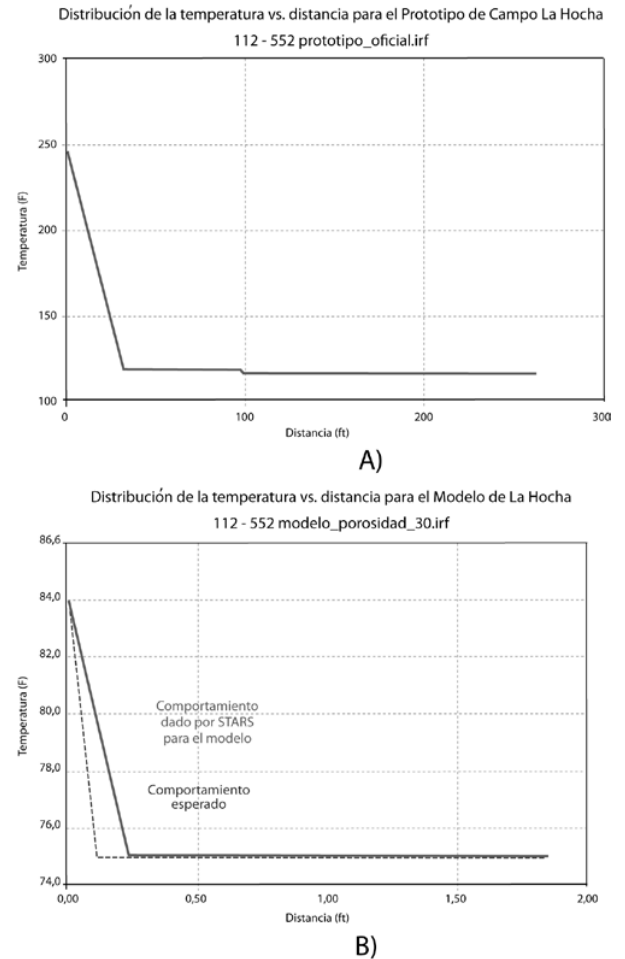 Distribución de la temperatura vs. distancia para el Prototipo de Campo La Hocha
112 - 552 prototipo_oficial.irf
300
250
200
150
100
Temperatura (F)
0
100
200
300
Distancia (ft)
A)
Distribución de la temperatura vs. distancia para el Modelo de La Hocha
112 - 552 modelo_porosidad_30.irf
86,6
84,0
82,0
80,0
78,0
76,0
74,0
Temperatura (F)
Comportamiento
dado por STARS
para el modelo
Comportamiento
esperado
0,00
0,50
1,00
1,50
2,00
Distancia (ft)
B)